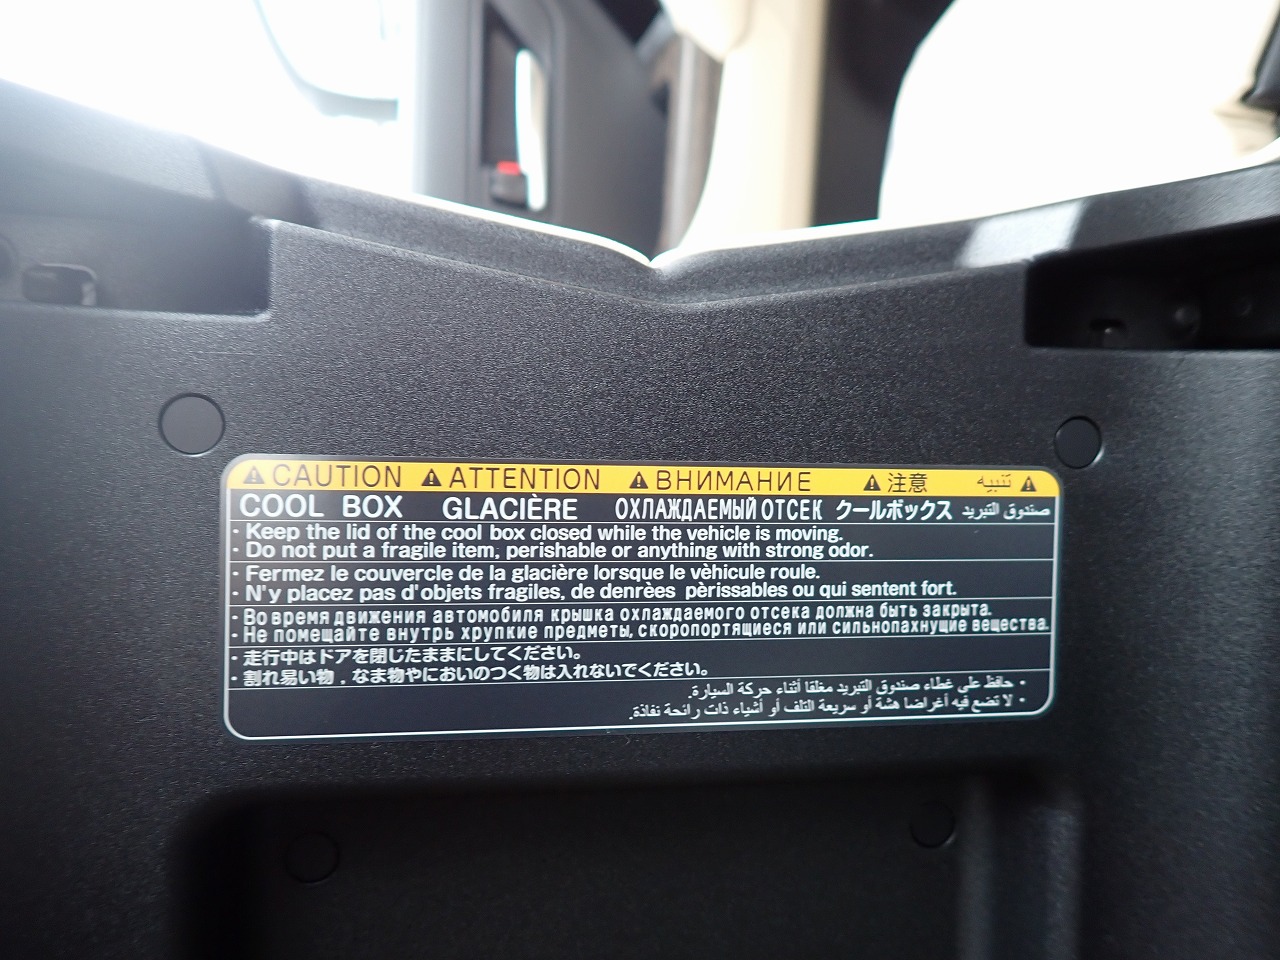 ⚠ CAUTION ⚠ ATTENTION ⚠ ВНИМАНИЕ ⚠ 注意 تنبيه ⚠
COOL BOX GLACIÈRE ОХЛАЖДАЕМЫЙ ОТСЕК クールボックス صندوق التبريد
・Keep the lid of the cool box closed while the vehicle is moving.
・Do not put a fragile item, perishable or anything with strong odor.
・Fermez le couvercle de la glacière lorsque le vèhicule roule.
・N'y placez pas d'objets fragiles, de denrèes pèrissables ou qui sentent fort.
・Во время движения автомобиля крышка охлаждаемого отсека должна быть закрыта.
・Не помещайте внутрь хрупкие предметы, скоропортящиеся или сильнопахнущие вещества.
・走行中はドアを閉じたままにしてください。
・割れ易い物，なま物やにおいのつく物は入れないでください。
・حافظ على غطاء صندوق التبريد مغلقا أثناء حركة السيارة.
・لا تضع فيه أغراضا هشة أو سريعة التلف أو أشياء ذات رائحة نفاذة.